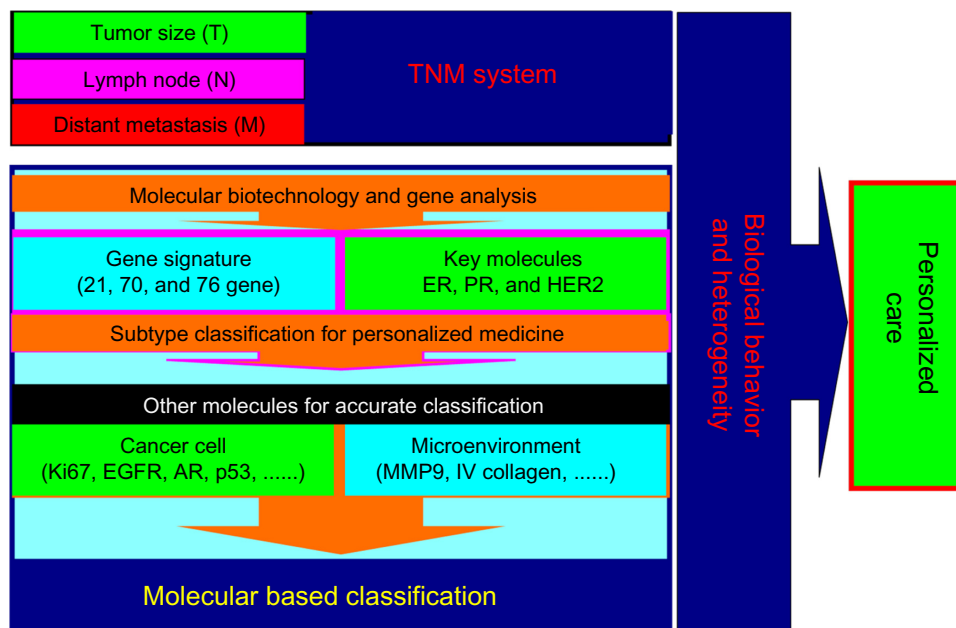 Tumor size (T)
Lymph node (N)
Distant metastasis (M)
TNM system
Molecular biotechnology and gene analysis
Gene signature
(21, 70, and 76 gene)
Key molecules
ER, PR, and HER2
Subtype classification for personalized medicine
Other molecules for accurate classification
Cancer cell
(Ki67, EGFR, AR, p53, ......)
Microenvironment
(MMP9, IV collagen, ......)
Molecular based classification
Biological behavior
and heterogeneity
Personalized
care